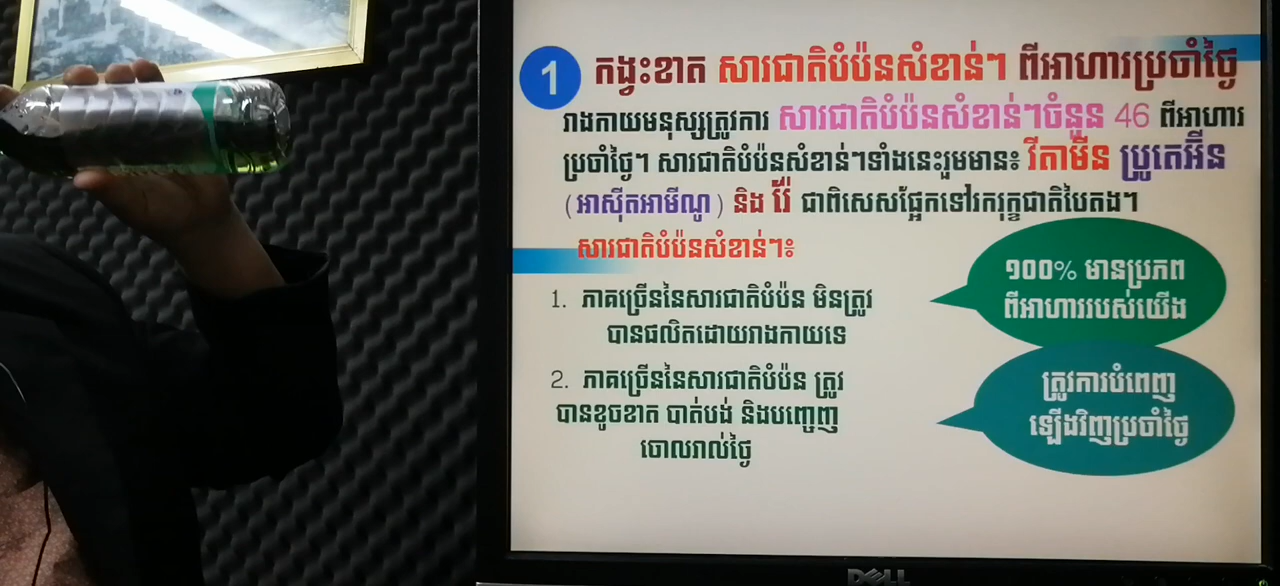 1 កង្វះខាត សារជាតិបំប៉នសំខាន់ៗ ពីអាហារប្រចាំថ្ងៃ
រាងកាយមនុស្សត្រូវការ សារជាតិបំប៉នសំខាន់ៗចំនួន 46 ពីអាហារ
ប្រចាំថ្ងៃ។ សារជាតិបំប៉នសំខាន់ៗទាំងនេះរួមមាន៖ វីតាមីន ប្រូតេអ៊ីន
(អាស៊ីតអាមីណូ) និង រ៉ែ ជាពិសេសផ្អែកទៅរករុក្ខជាតិបៃតង។
សារជាតិបំប៉នសំខាន់ៗ៖
1. ភាគច្រើននៃសារជាតិបំប៉ន មិនត្រូវ
បានផលិតដោយរាងកាយទេ
១០០% មានប្រភព
ពីអាហាររបស់យើង
2. ភាគច្រើននៃសារជាតិបំប៉ន ត្រូវ
បានខូចខាត បាត់បង់ និងបញ្ចេញ
ចោលរាល់ថ្ងៃ
ត្រូវការបំពេញ
ឡើងវិញប្រចាំថ្ងៃ
DELL